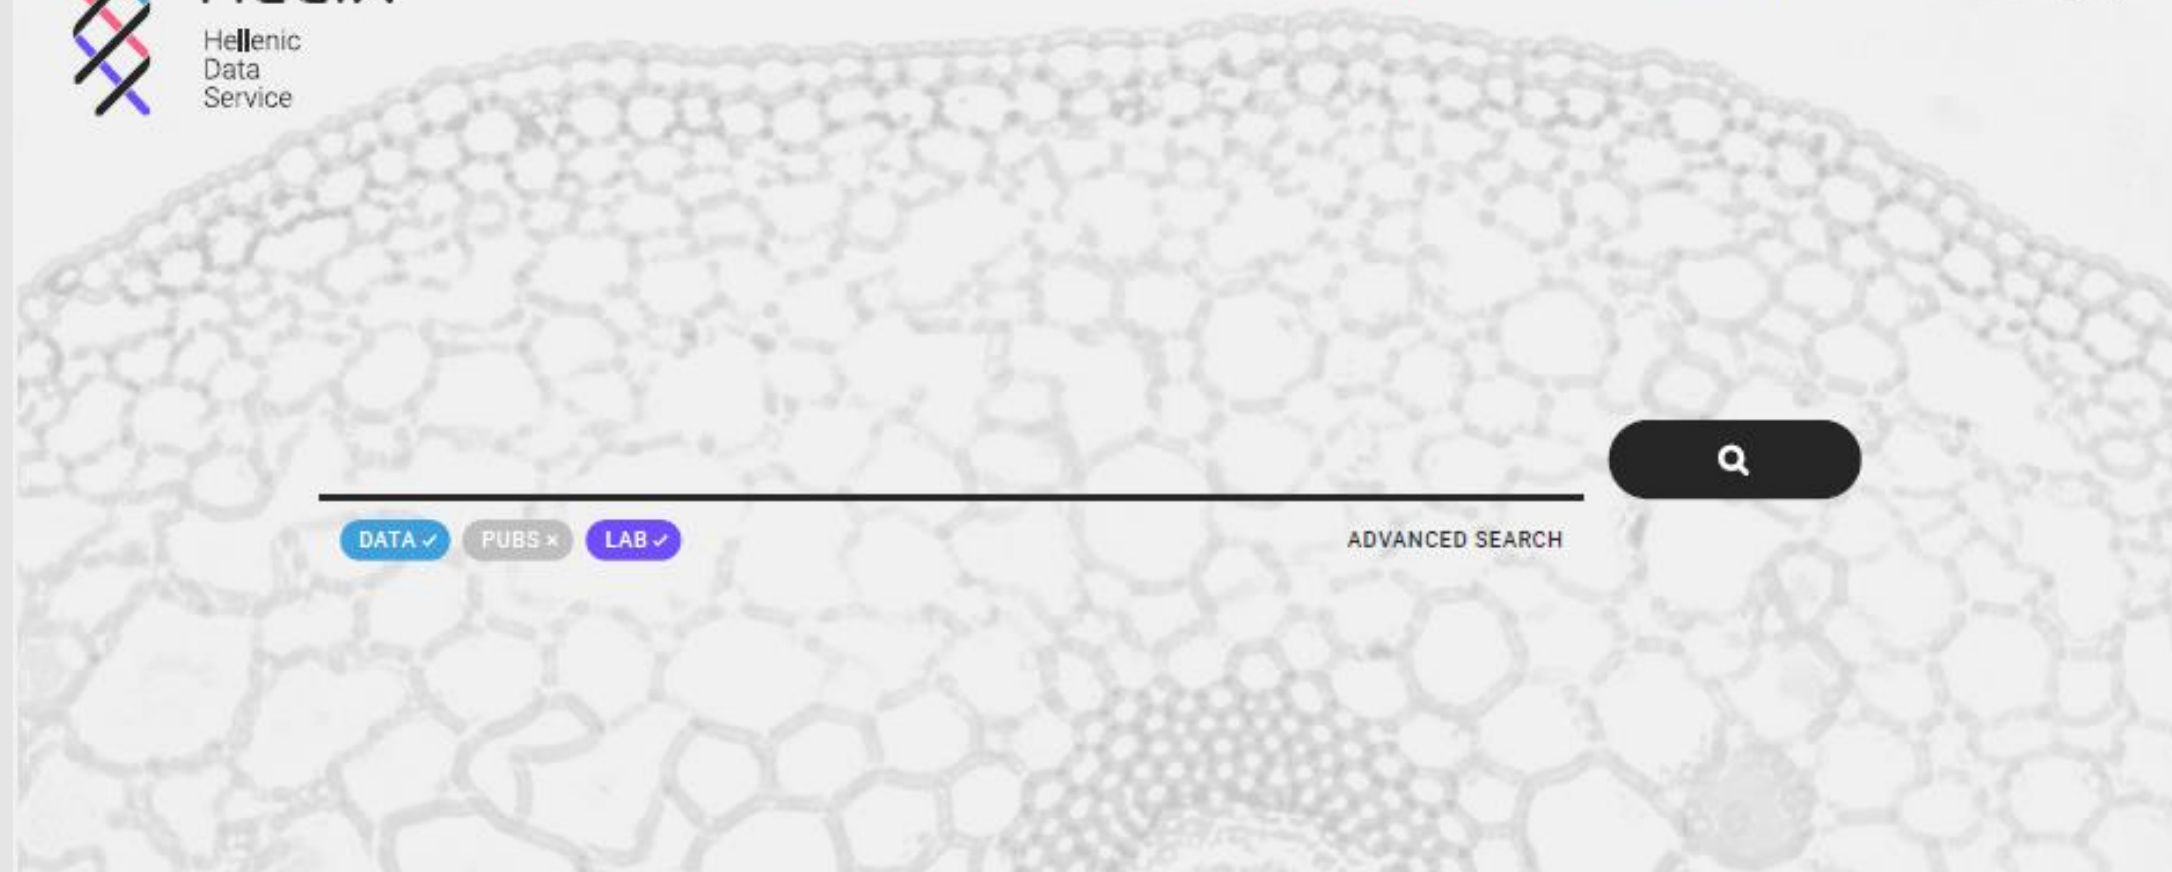 Hellenic
Data
Service
DATA ✓ PUBS × LAB ✓
ADVANCED SEARCH